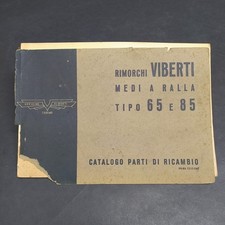 RIMORCHI VIBERTI
MEDI A RALLA
TIPO 65 E 85
CATALOGO PARTI DI RICAMBIO